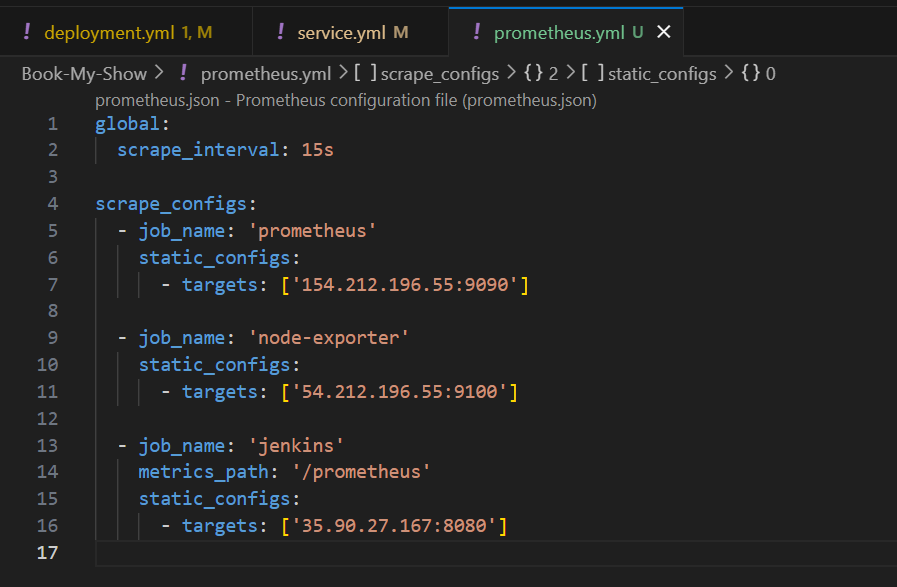 ! deployment.yml 1, M ! service.yml M ! prometheus.yml U ×
Book-My-Show > ! prometheus.yml > [ ] scrape_configs > {} 2 > [ ] static_configs > {} 0
prometheus.json - Prometheus configuration file (prometheus.json)
1 global:
2   scrape_interval: 15s
3
4 scrape_configs:
5   - job_name: 'prometheus'
6     static_configs:
7       - targets: ['154.212.196.55:9090']
8
9   - job_name: 'node-exporter'
10     static_configs:
11       - targets: ['54.212.196.55:9100']
12
13   - job_name: 'jenkins'
14     metrics_path: '/prometheus'
15     static_configs:
16       - targets: ['35.90.27.167:8080']
17